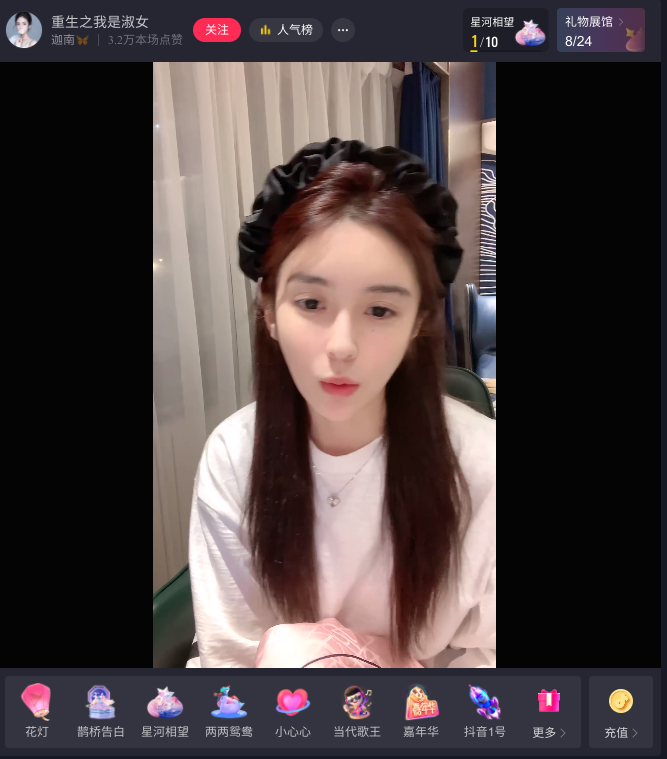 重生之我是淑女
迦南 3.2万本场点赞
关注
人气榜
星河相望
1/10
礼物展馆
8/24
花灯
鹊桥告白
星河相望
两两鸳鸯
小心心
当代歌王
嘉年华
嘉年华
抖音1号
更多
充值